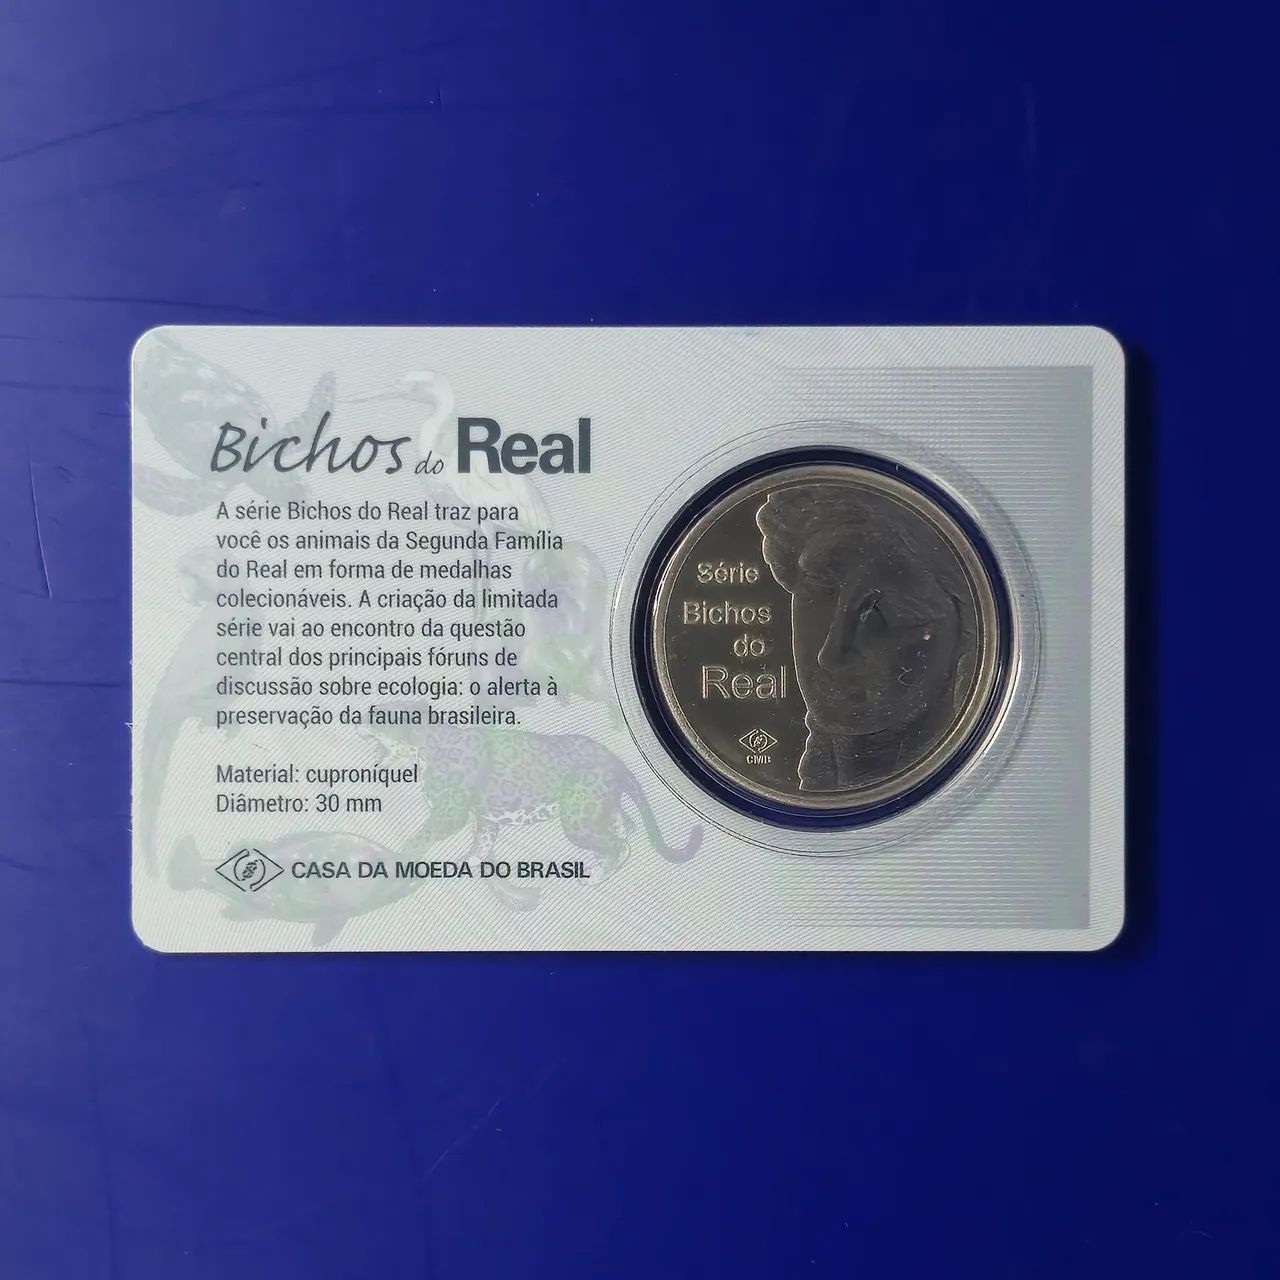 Bichos do Real
A série Bichos do Real traz para
você os animais da Segunda Família
do Real em forma de medalhas
colecionáveis. A criação da limitada
série vai ao encontro da questão
central dos principais fóruns de
discussão sobre ecologia: o alerta à
preservação da fauna brasileira.
Material: cuproníquel
Diâmetro: 30 mm
CASA DA MOEDA DO BRASIL
Série
Bichos
do
Real
CMB